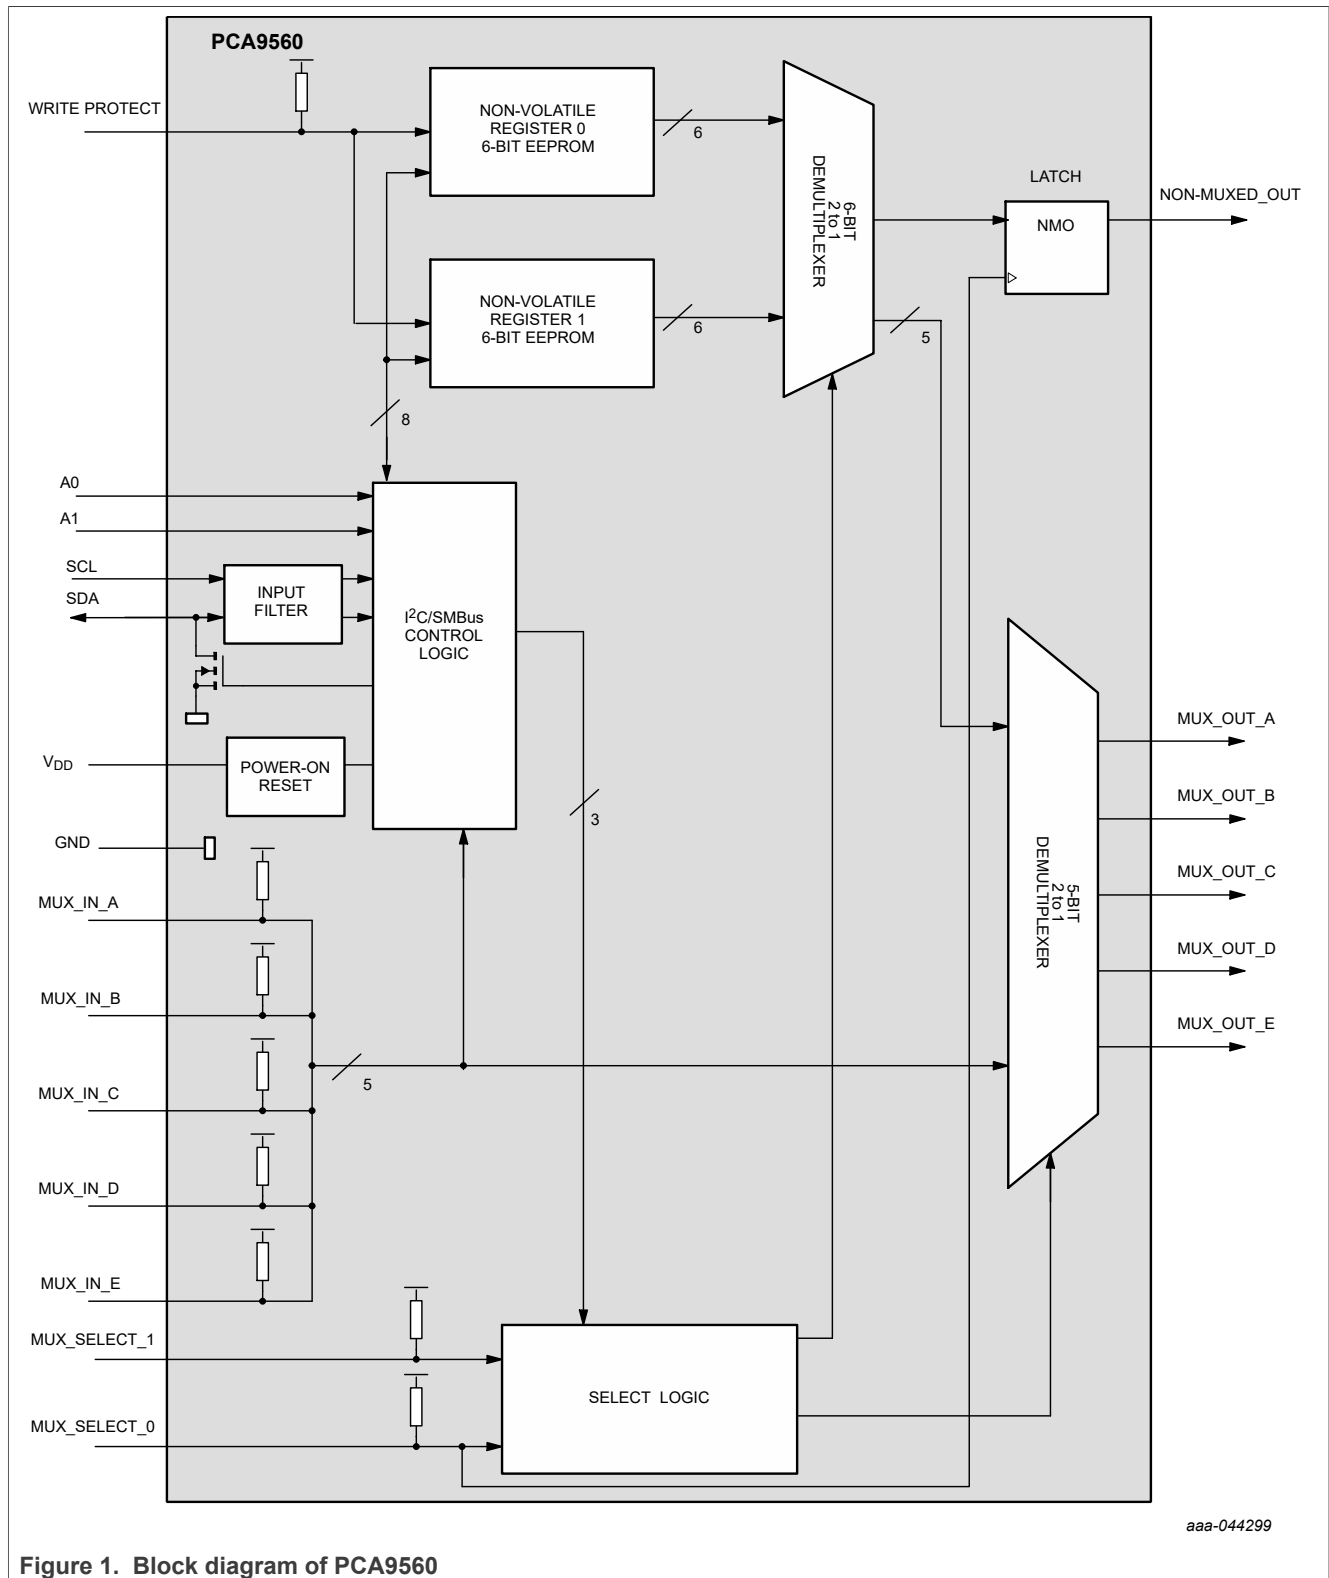 PCA9560
WRITE PROTECT
NON-VOLATILE
REGISTER 0
6-BIT EEPROM
6
6-BIT
2 to 1
DEMULTIPLEXER
LATCH
NMO
NON-MUXED_OUT
NON-VOLATILE
REGISTER 1
6-BIT EEPROM
6
5
8
A0
A1
SCL
SDA
INPUT
FILTER
I²C/SMBus
CONTROL
LOGIC
VDD
POWER-ON
RESET
3
GND
MUX_IN_A
MUX_IN_B
MUX_IN_C
MUX_IN_D
MUX_IN_E
5
5-BIT
2 to 1
DEMULTIPLEXER
MUX_OUT_A
MUX_OUT_B
MUX_OUT_C
MUX_OUT_D
MUX_OUT_E
MUX_SELECT_1
MUX_SELECT_0
SELECT LOGIC
aaa-044299
Figure 1. Block diagram of PCA9560